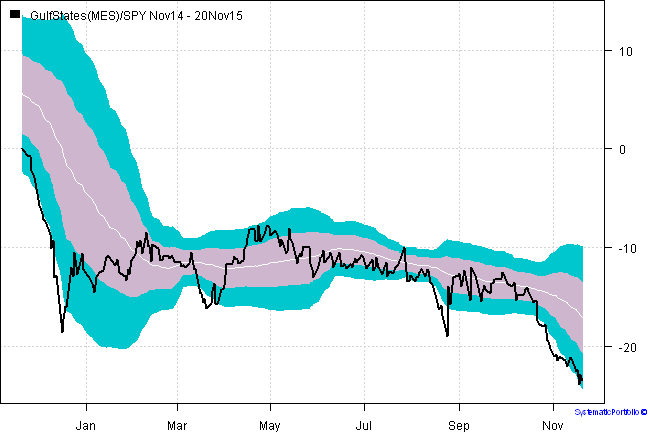 GulfStates(MES)/SPY Nov14 - 20Nov15
10
0
-10
-20
Jan Mar May Jul Sep Nov
SystematicPortfolio ©